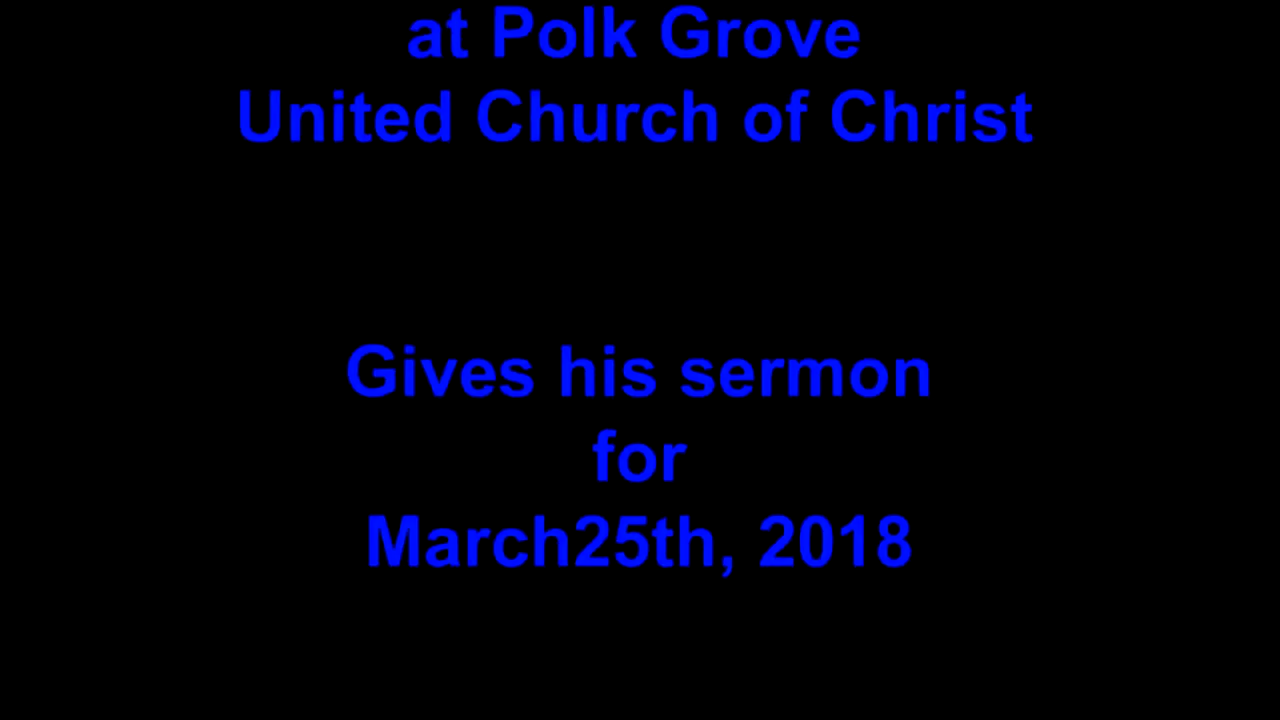 at Polk Grove
United Church of Christ
Gives his sermon
for
March25th, 2018